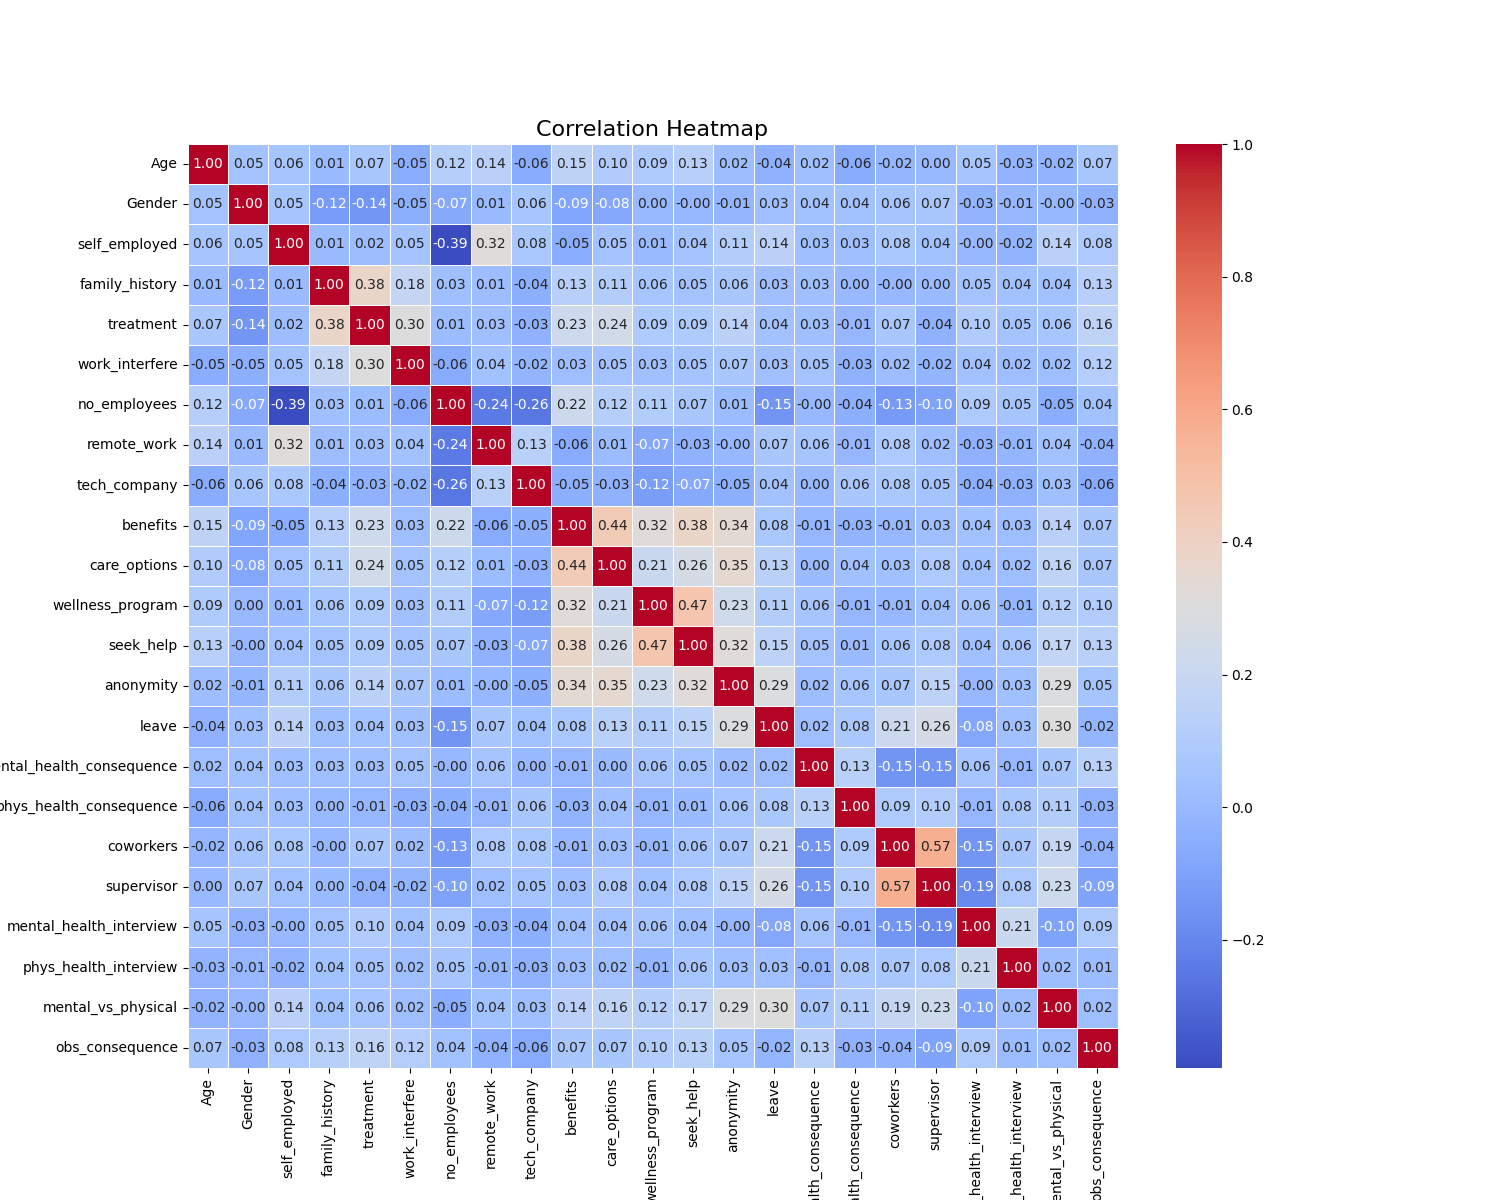 Correlation Heatmap
Age 1.00 0.05 0.06 0.01 0.07 -0.05 0.12 0.14 -0.06 0.15 0.10 0.09 0.13 0.02 -0.04 0.02 -0.06 -0.02 0.00 0.05 -0.03 -0.02 0.07
Gender 0.05 1.00 0.05 -0.12 -0.14 -0.05 -0.07 0.01 0.06 -0.09 -0.08 0.00 -0.00 -0.01 0.03 0.04 0.04 0.06 0.07 -0.03 -0.01 -0.00 -0.03
self_employed 0.06 0.05 1.00 0.01 0.02 0.05 -0.39 0.32 0.08 -0.05 0.05 0.01 0.04 0.11 0.14 0.03 0.03 0.08 0.04 -0.00 -0.02 0.14 0.08
family_history 0.01 -0.12 0.01 1.00 0.38 0.18 0.03 0.01 -0.04 0.13 0.11 0.06 0.05 0.06 0.03 0.03 0.00 -0.00 0.00 0.05 0.04 0.04 0.13
treatment 0.07 -0.14 0.02 0.38 1.00 0.30 0.01 0.03 -0.03 0.23 0.24 0.09 0.09 0.14 0.04 0.03 -0.01 0.07 -0.04 0.10 0.05 0.06 0.16
work_interfere -0.05 -0.05 0.05 0.18 0.30 1.00 -0.06 0.04 -0.02 0.03 0.05 0.03 0.05 0.07 0.03 0.05 -0.03 0.02 -0.02 0.04 0.02 0.02 0.12
no_employees 0.12 -0.07 -0.39 0.03 0.01 -0.06 1.00 -0.24 -0.26 0.22 0.12 0.11 0.07 0.01 -0.15 -0.00 -0.04 -0.13 -0.10 0.09 0.05 -0.05 0.04
remote_work 0.14 0.01 0.32 0.01 0.03 0.04 -0.24 1.00 0.13 -0.06 0.01 -0.07 -0.03 -0.00 0.07 0.06 -0.01 0.08 0.02 -0.03 -0.01 0.04 -0.04
tech_company -0.06 0.06 0.08 -0.04 -0.03 -0.02 -0.26 0.13 1.00 -0.05 -0.03 -0.12 -0.07 -0.05 0.04 0.00 0.06 0.08 0.05 -0.04 -0.03 0.03 -0.06
benefits 0.15 -0.09 -0.05 0.13 0.23 0.03 0.22 -0.06 -0.05 1.00 0.44 0.32 0.38 0.34 0.08 -0.01 -0.03 -0.01 0.03 0.04 0.03 0.14 0.07
care_options 0.10 -0.08 0.05 0.11 0.24 0.05 0.12 0.01 -0.03 0.44 1.00 0.21 0.26 0.35 0.13 0.00 0.04 0.03 0.08 0.04 0.02 0.16 0.07
wellness_program 0.09 0.00 0.01 0.06 0.09 0.03 0.11 -0.07 -0.12 0.32 0.21 1.00 0.47 0.23 0.11 0.06 -0.01 -0.01 0.04 0.06 -0.01 0.12 0.10
seek_help 0.13 -0.00 0.04 0.05 0.09 0.05 0.07 -0.03 -0.07 0.38 0.26 0.47 1.00 0.32 0.15 0.05 0.01 0.06 0.08 0.04 0.06 0.17 0.13
anonymity 0.02 -0.01 0.11 0.06 0.14 0.07 0.01 -0.00 -0.05 0.34 0.35 0.23 0.32 1.00 0.29 0.02 0.06 0.07 0.15 -0.00 0.03 0.29 0.05
leave -0.04 0.03 0.14 0.03 0.04 0.03 -0.15 0.07 0.04 0.08 0.13 0.11 0.15 0.29 1.00 0.02 0.08 0.21 0.26 -0.08 0.03 0.30 -0.02
ntal_health_consequence 0.02 0.04 0.03 0.03 0.03 0.05 -0.00 0.06 0.00 -0.01 0.00 0.06 0.05 0.02 0.02 1.00 0.13 -0.15 -0.15 0.06 -0.01 0.07 0.13
phys_health_consequence -0.06 0.04 0.03 0.00 -0.01 -0.03 -0.04 -0.01 0.06 -0.03 0.04 -0.01 0.01 0.06 0.08 0.13 1.00 0.09 0.10 -0.01 0.08 0.11 -0.03
coworkers -0.02 0.06 0.08 -0.00 0.07 0.02 -0.13 0.08 0.08 -0.01 0.03 -0.01 0.06 0.07 0.21 -0.15 0.09 1.00 0.57 -0.15 0.07 0.19 -0.04
supervisor 0.00 0.07 0.04 0.00 -0.04 -0.02 -0.10 0.02 0.05 0.03 0.08 0.04 0.08 0.15 0.26 -0.15 0.10 0.57 1.00 -0.19 0.08 0.23 -0.09
mental_health_interview 0.05 -0.03 -0.00 0.05 0.10 0.04 0.09 -0.03 -0.04 0.04 0.04 0.06 0.04 -0.00 -0.08 0.06 -0.01 -0.15 -0.19 1.00 0.21 -0.10 0.09
phys_health_interview -0.03 -0.01 -0.02 0.04 0.05 0.02 0.05 -0.01 -0.03 0.03 0.02 -0.01 0.06 0.03 0.03 -0.01 0.08 0.07 0.08 0.21 1.00 0.02 0.01
mental_vs_physical -0.02 -0.00 0.14 0.04 0.06 0.02 -0.05 0.04 0.03 0.14 0.16 0.12 0.17 0.29 0.30 0.07 0.11 0.19 0.23 -0.10 0.02 1.00 0.02
obs_consequence 0.07 -0.03 0.08 0.13 0.16 0.12 0.04 -0.04 -0.06 0.07 0.07 0.10 0.13 0.05 -0.02 0.13 -0.03 -0.04 -0.09 0.09 0.01 0.02 1.00
Age
Gender
self_employed
family_history
treatment
work_interfere
no_employees
remote_work
tech_company
benefits
care_options
wellness_program
seek_help
anonymity
leave
alth_consequence
alth_consequence
coworkers
supervisor
_health_interview
_health_interview
ental_vs_physical
obs_consequence
1.0
0.8
0.6
0.4
0.2
0.0
−0.2